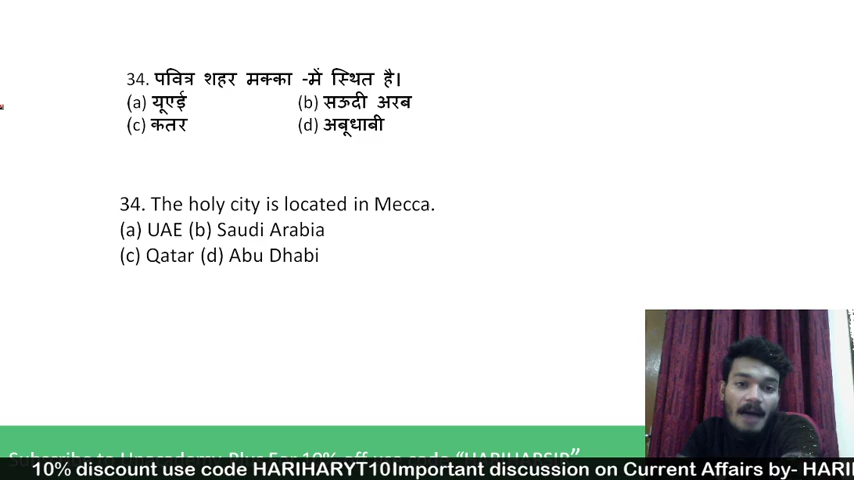 34. पवित्र शहर मक्का -में स्थित है।
(a) यूएई (b) सऊदी अरब
(c) कतर (d) अबूधाबी
34. The holy city is located in Mecca.
(a) UAE (b) Saudi Arabia
(c) Qatar (d) Abu Dhabi
10% discount use code HARIHARYT10Important discussion on Current Affairs by- HARI